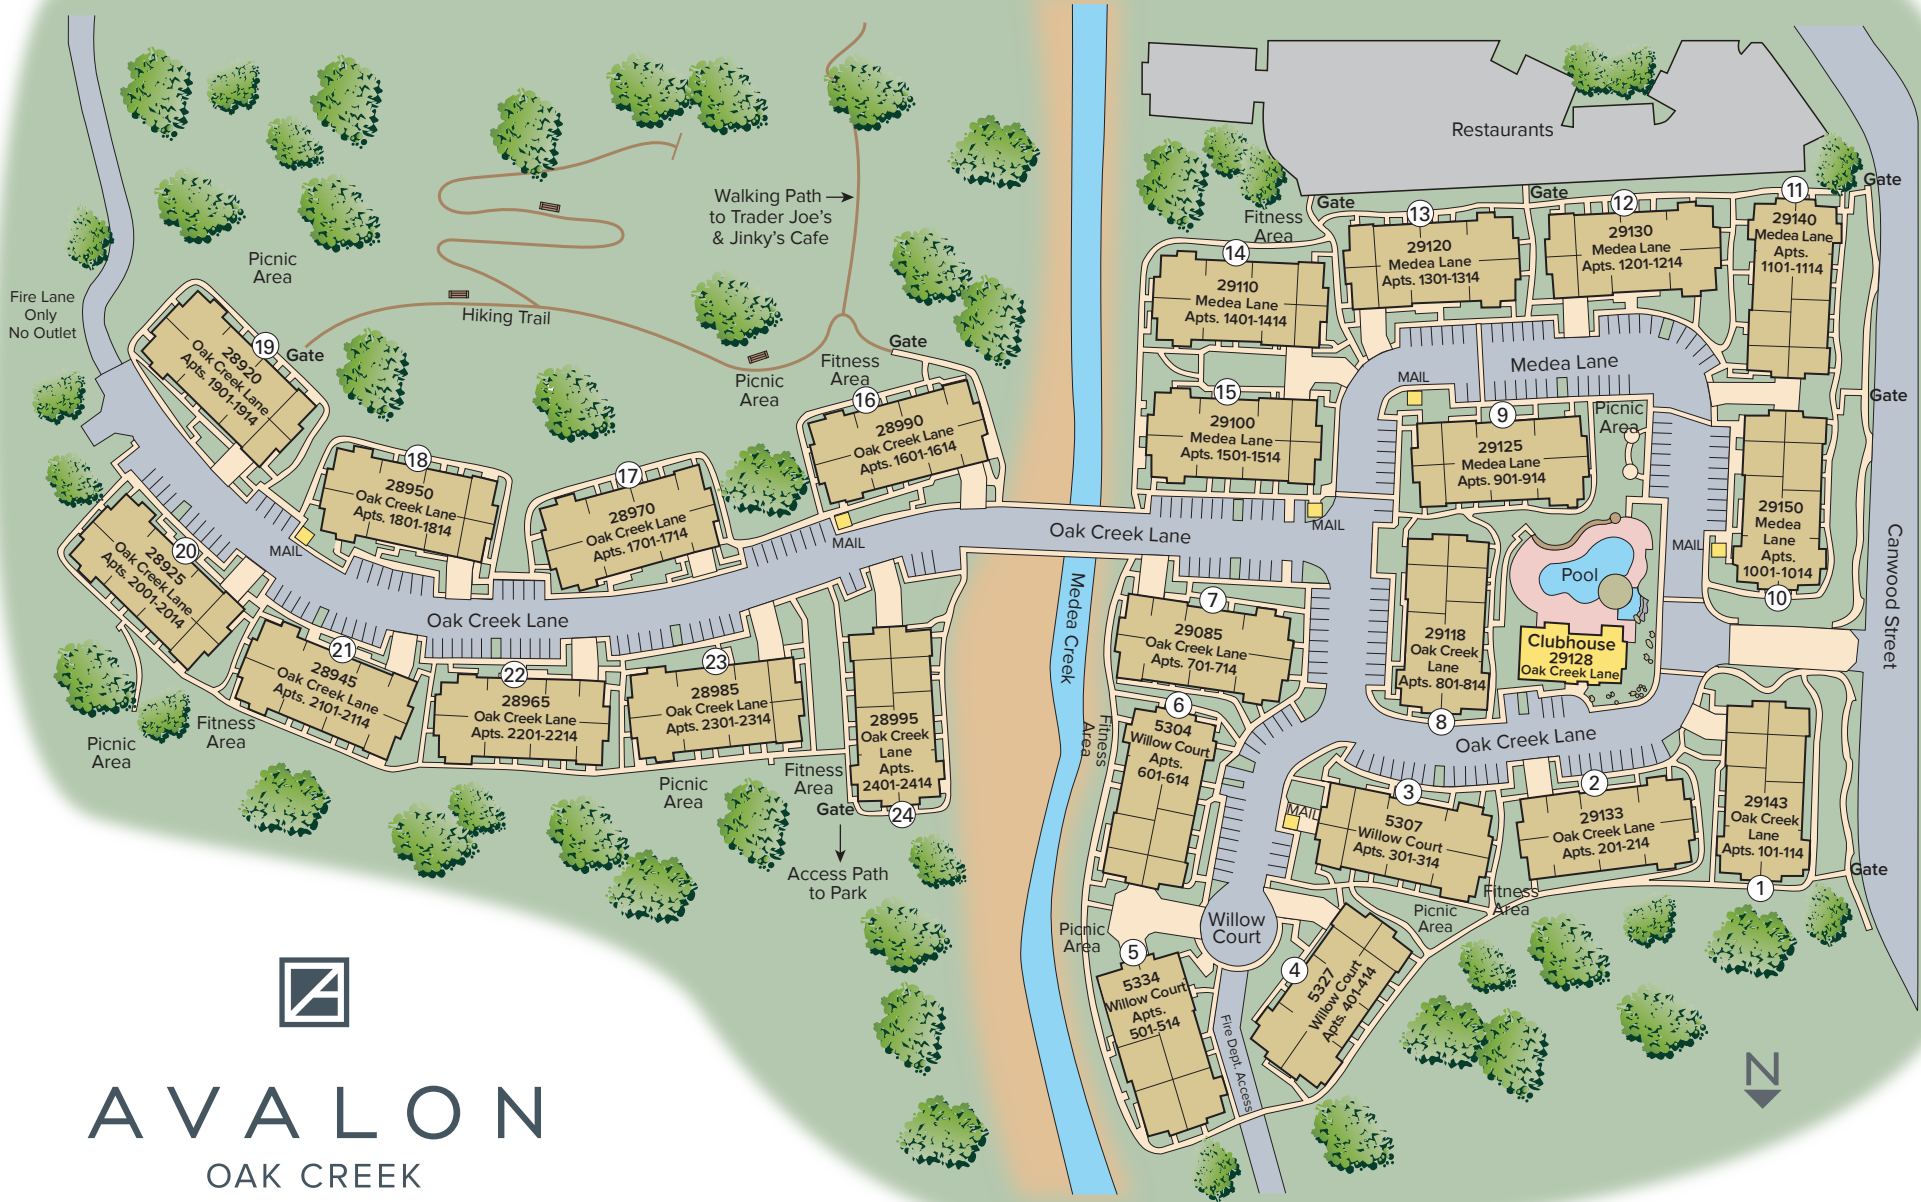 Restaurants
Gate
Gate
Gate
Gate
Walking Path
to Trader Joe's
& Jinky's Cafe
Picnic
Area
Fire Lane
Only
No Outlet
Hiking Trail
Gate
Gate
Picnic
Area
Fitness
Area
Fitness
Area
11
29140
Medea Lane
Apts.
1101-1114
12
29130
Medea Lane
Apts. 1201-1214
13
29120
Medea Lane
Apts. 1301-1314
14
29110
Medea Lane
Apts. 1401-1414
15
29100
Medea Lane
Apts. 1501-1514
Medea Lane
MAIL
9
29125
Medea Lane
Apts. 901-914
Picnic
Area
29150
Medea
Lane
Apts.
1001-1014
10
MAIL
Canwood Street
Pool
Clubhouse
29128
Oak Creek Lane
29118
Oak Creek
Lane
Apts. 801-814
8
MAIL
Oak Creek Lane
16
28990
Oak Creek Lane
Apts. 1601-1614
MAIL
17
28970
Oak Creek Lane
Apts. 1701-1714
18
28950
Oak Creek Lane
Apts. 1801-1814
19
28920
Oak Creek Lane
Apts. 1901-1914
MAIL
20
28925
Oak Creek Lane
Apts. 2001-2014
Oak Creek Lane
21
28945
Oak Creek Lane
Apts. 2101-2114
22
28965
Oak Creek Lane
Apts. 2201-2214
23
28985
Oak Creek Lane
Apts. 2301-2314
28995
Oak Creek
Lane
Apts.
2401-2414
24
Picnic
Area
Fitness
Area
Picnic
Area
Fitness
Area
Gate
Access Path
to Park
Medea Creek
7
29085
Oak Creek Lane
Apts. 701-714
Fitness
Area
6
5304
Willow Court
Apts.
601-614
Oak Creek Lane
MAIL
3
5307
Willow Court
Apts. 301-314
2
29133
Oak Creek Lane
Apts. 201-214
29143
Oak Creek
Lane
Apts. 101-114
1
Gate
Fitness
Area
Picnic
Area
Willow
Court
Picnic
Area
5
5334
Willow Court
Apts.
501-514
4
5327
Willow Court
Apts. 401-414
Fire Dept. Access
N
AVALON
OAK CREEK